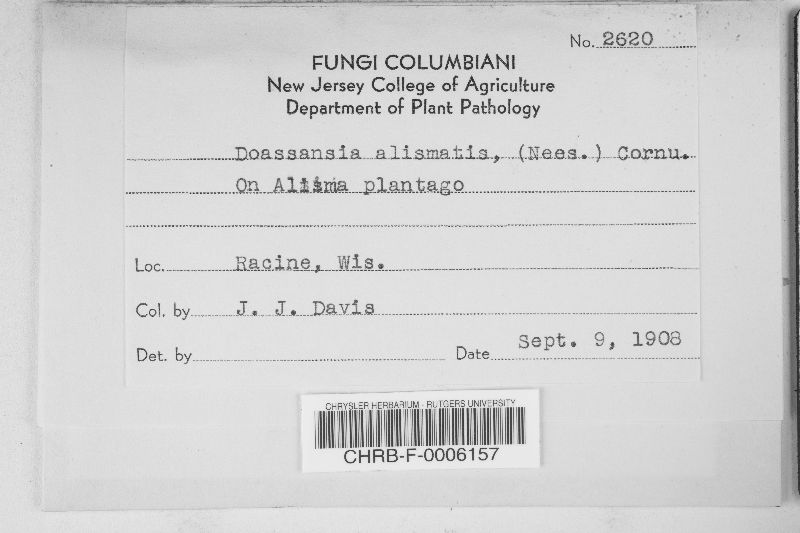 No. 2620
FUNGI COLUMBIANI
New Jersey College of Agriculture
Department of Plant Pathology
Doassansia alismatis, (Nees.) Cornu.
On Alisma plantago
Loc. Racine, Wis.
Col. by J. J. Davis
Det. by Date Sept. 9, 1908
CHRYSLER HERBARIUM - RUTGERS UNIVERSITY
CHRB-F-0006157